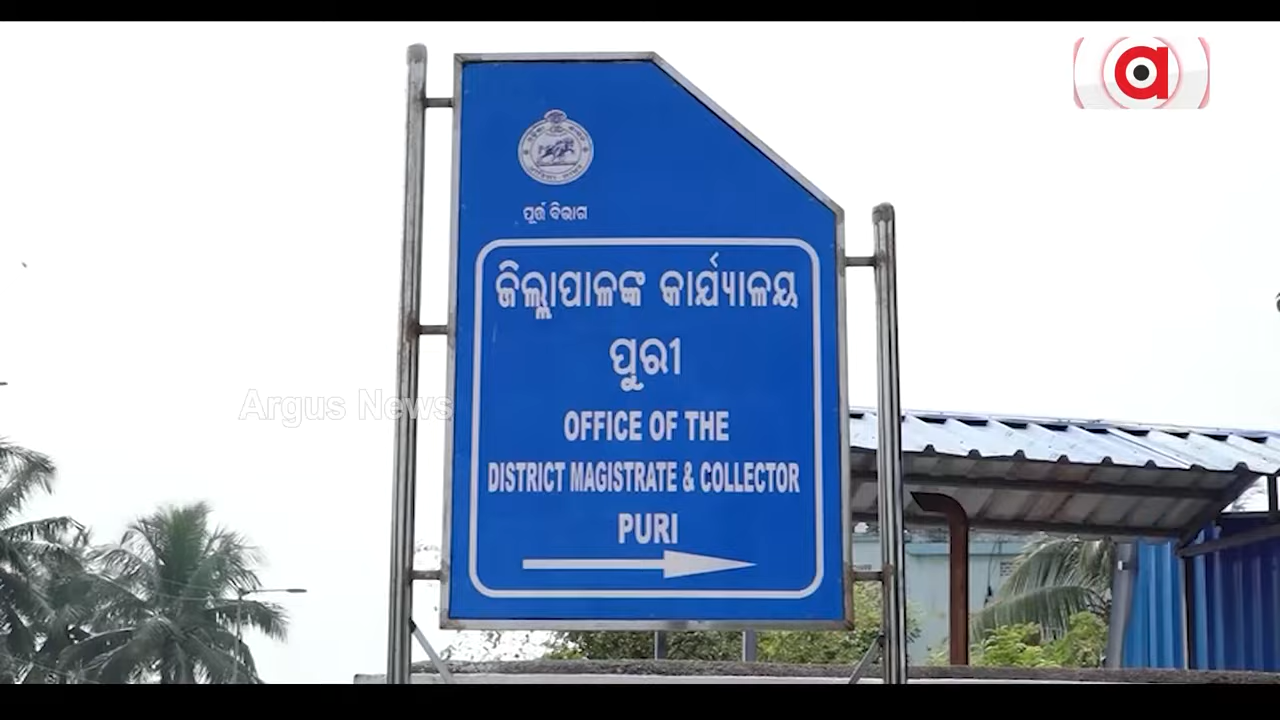 ପୂର୍ତ୍ତ ବିଭାଗ
ଜିଲ୍ଲାପାଳଙ୍କ କାର୍ଯ୍ୟାଳୟ
ପୁରୀ
OFFICE OF THE
DISTRICT MAGISTRATE & COLLECTOR
PURI
Argus News
a